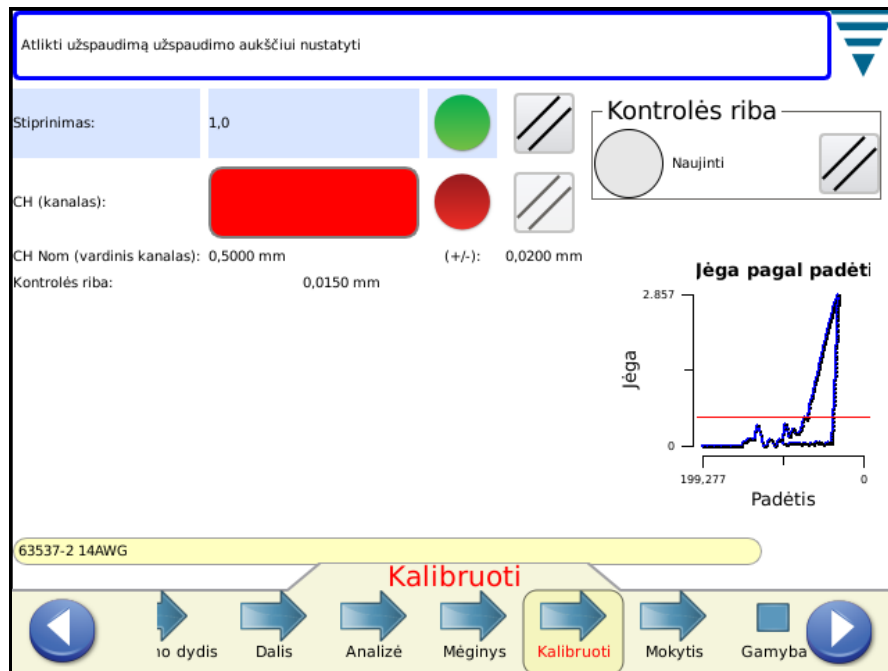 Atlikti užspaudimą užspaudimo aukščiui nustatyti
Stiprinimas: 1,0
Kontrolės riba
Naujinti
CH (kanalas):
CH Nom (vardinis kanalas): 0,5000 mm (+/-): 0,0200 mm
Kontrolės riba: 0,0150 mm
Jėga pagal padėti
2.857
Jėga
0
199,277 0
Padėtis
63537-2 14AWG
Kalibruoti
dydis Dalis Analizė Mėginys Kalibruoti Mokytis Gamyba